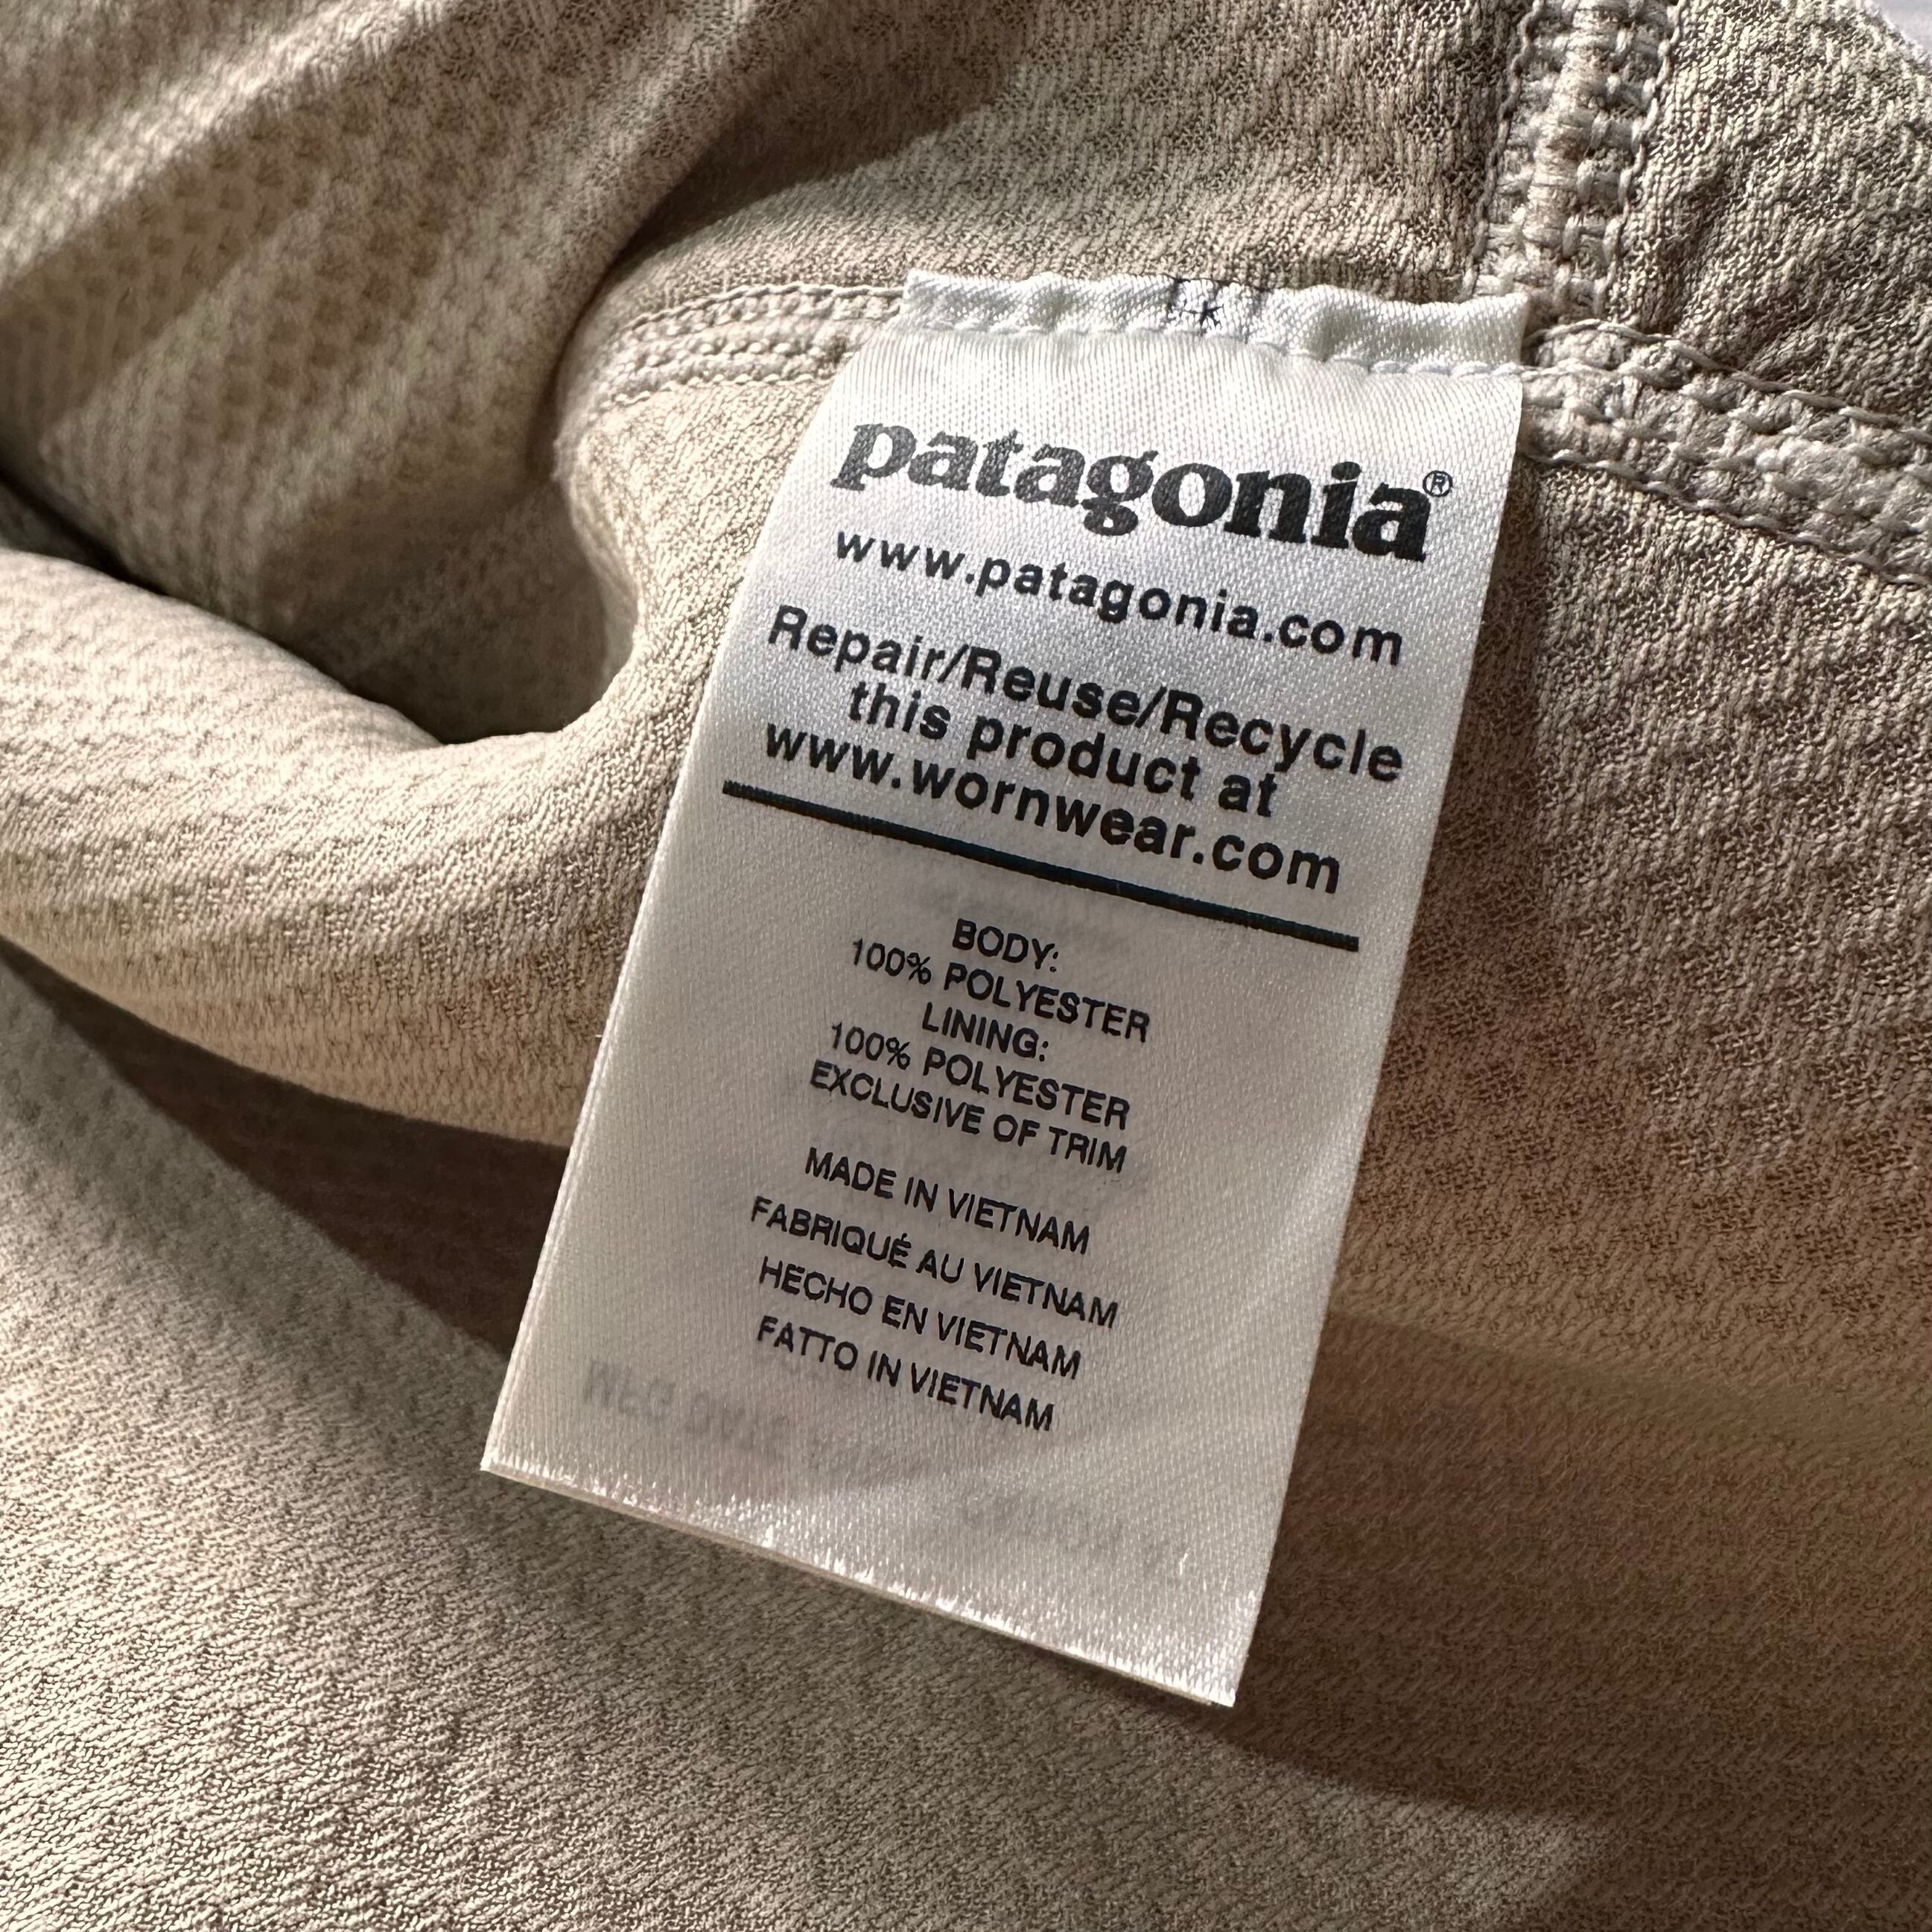 patagonia®
www.patagonia.com
Repair/Reuse/Recycle
this product at
www.wornwear.com
BODY:
100% POLYESTER
LINING:
100% POLYESTER
EXCLUSIVE OF TRIM
MADE IN VIETNAM
FABRIQUÉ AU VIETNAM
HECHO EN VIETNAM
FATTO IN VIETNAM